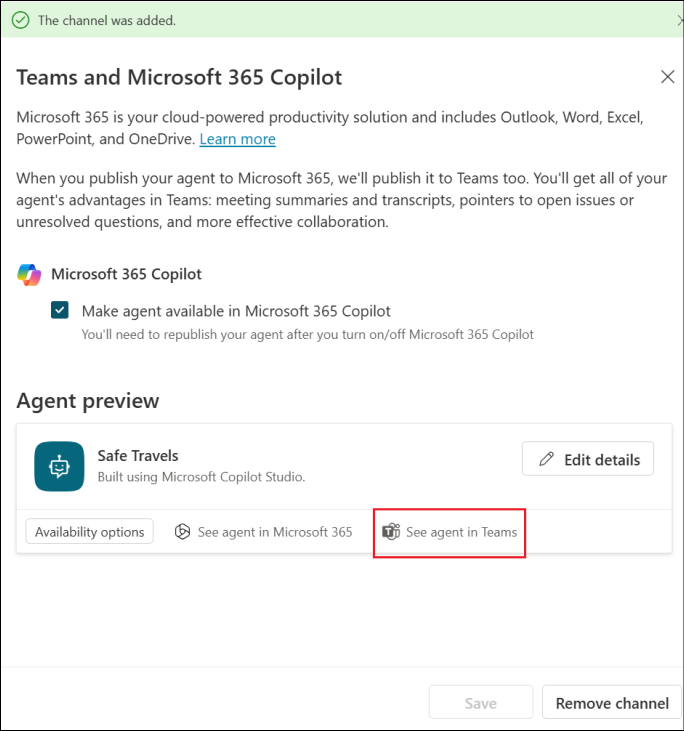 The channel was added.
Teams and Microsoft 365 Copilot
Microsoft 365 is your cloud-powered productivity solution and includes Outlook, Word, Excel,
PowerPoint, and OneDrive. Learn more
When you publish your agent to Microsoft 365, we'll publish it to Teams too. You'll get all of your
agent's advantages in Teams: meeting summaries and transcripts, pointers to open issues or
unresolved questions, and more effective collaboration.
Microsoft 365 Copilot
Make agent available in Microsoft 365 Copilot
You'll need to republish your agent after you turn on/off Microsoft 365 Copilot
Agent preview
Safe Travels
Built using Microsoft Copilot Studio.
Edit details
Availability options
See agent in Microsoft 365
See agent in Teams
Save
Remove channel